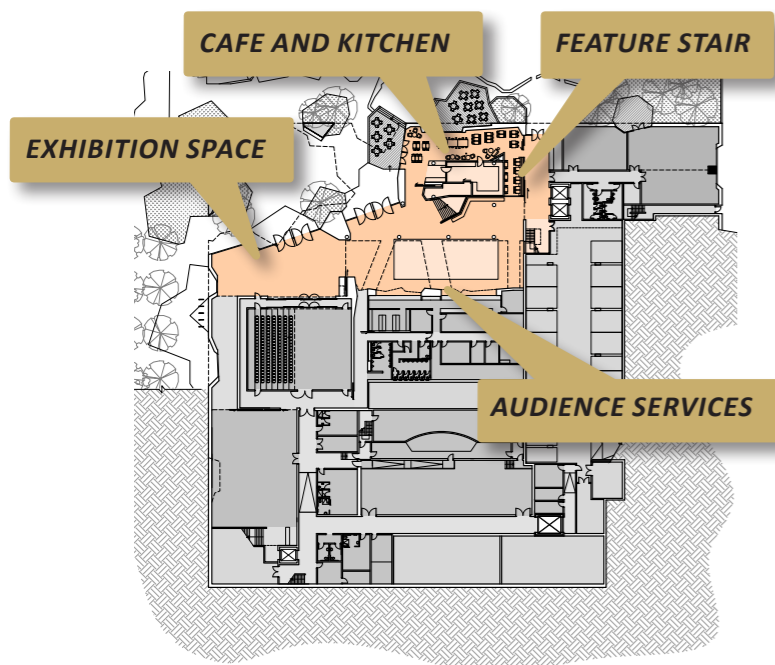 CAFE AND KITCHEN
FEATURE STAIR
EXHIBITION SPACE
AUDIENCE SERVICES